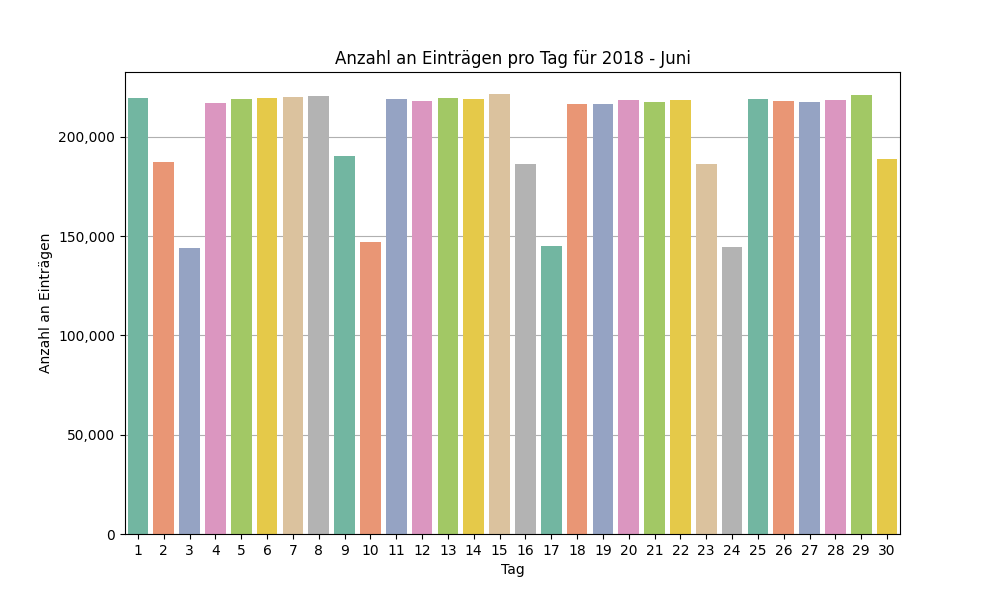 Anzahl an Einträgen pro Tag für 2018 - Juni
Anzahl an Einträgen
200,000
150,000
100,000
50,000
0
1 2 3 4 5 6 7 8 9 10 11 12 13 14 15 16 17 18 19 20 21 22 23 24 25 26 27 28 29 30
Tag